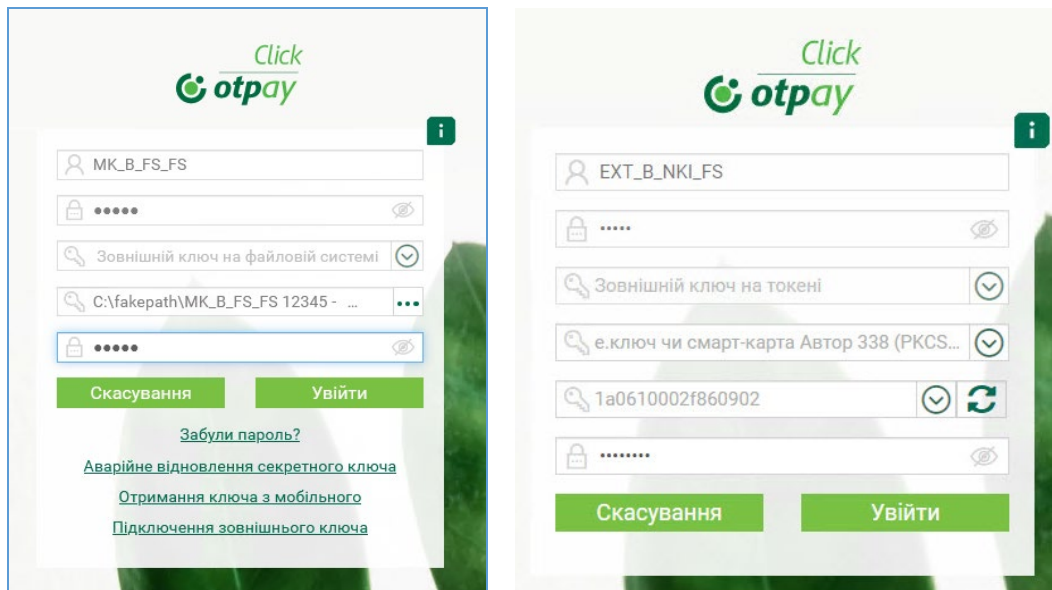 Click
otpay
i
MK_B_FS_FS
•••••
Зовнішній ключ на файловій системі
C:\fakepath\MK_B_FS_FS 12345 - ...
•••••
Скасування Увійти
Забули пароль?
Аварійне відновлення секретного ключа
Отримання ключа з мобільного
Підключення зовнішнього ключа
Click
otpay
i
EXT_B_NKI_FS
•••••
Зовнішній ключ на токені
е.ключ чи смарт-карта Автор 338 (PKCS...
1a0610002f860902
••••••••
Скасування Увійти